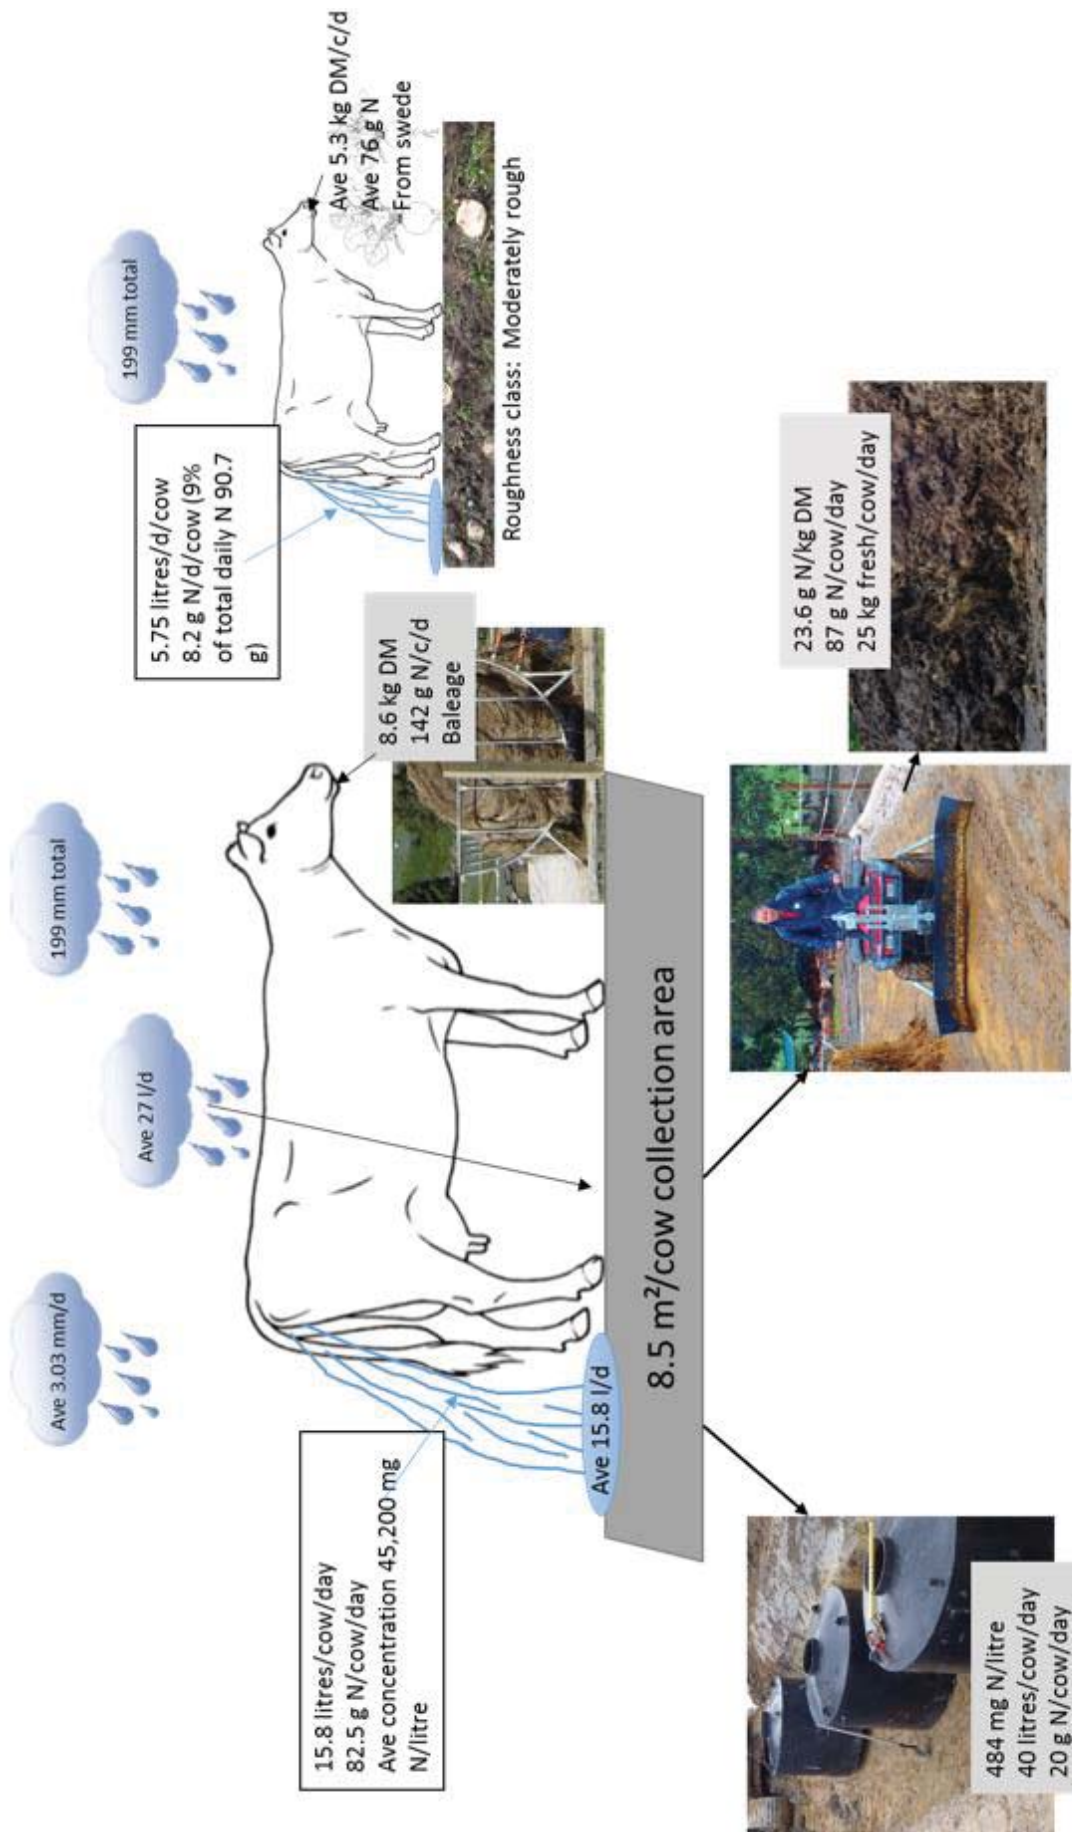 Ave 3.03 mm/d
Ave 27 l/d
199 mm total
199 mm total
15.8 litres/cow/day
82.5 g N/cow/day
Ave concentration 45,200 mg
N/litre
Ave 15.8 l/d
8.5 m²/cow collection area
8.6 kg DM
142 g N/c/d
Baleage
5.75 litres/d/cow
8.2 g N/d/cow (9%
of total daily N 90.7
g)
Ave 5.3 kg DM/c/d
Ave 76 g N
From swede
Roughness class: Moderately rough
484 mg N/litre
40 litres/cow/day
20 g N/cow/day
23.6 g N/kg DM
87 g N/cow/day
25 kg fresh/cow/day